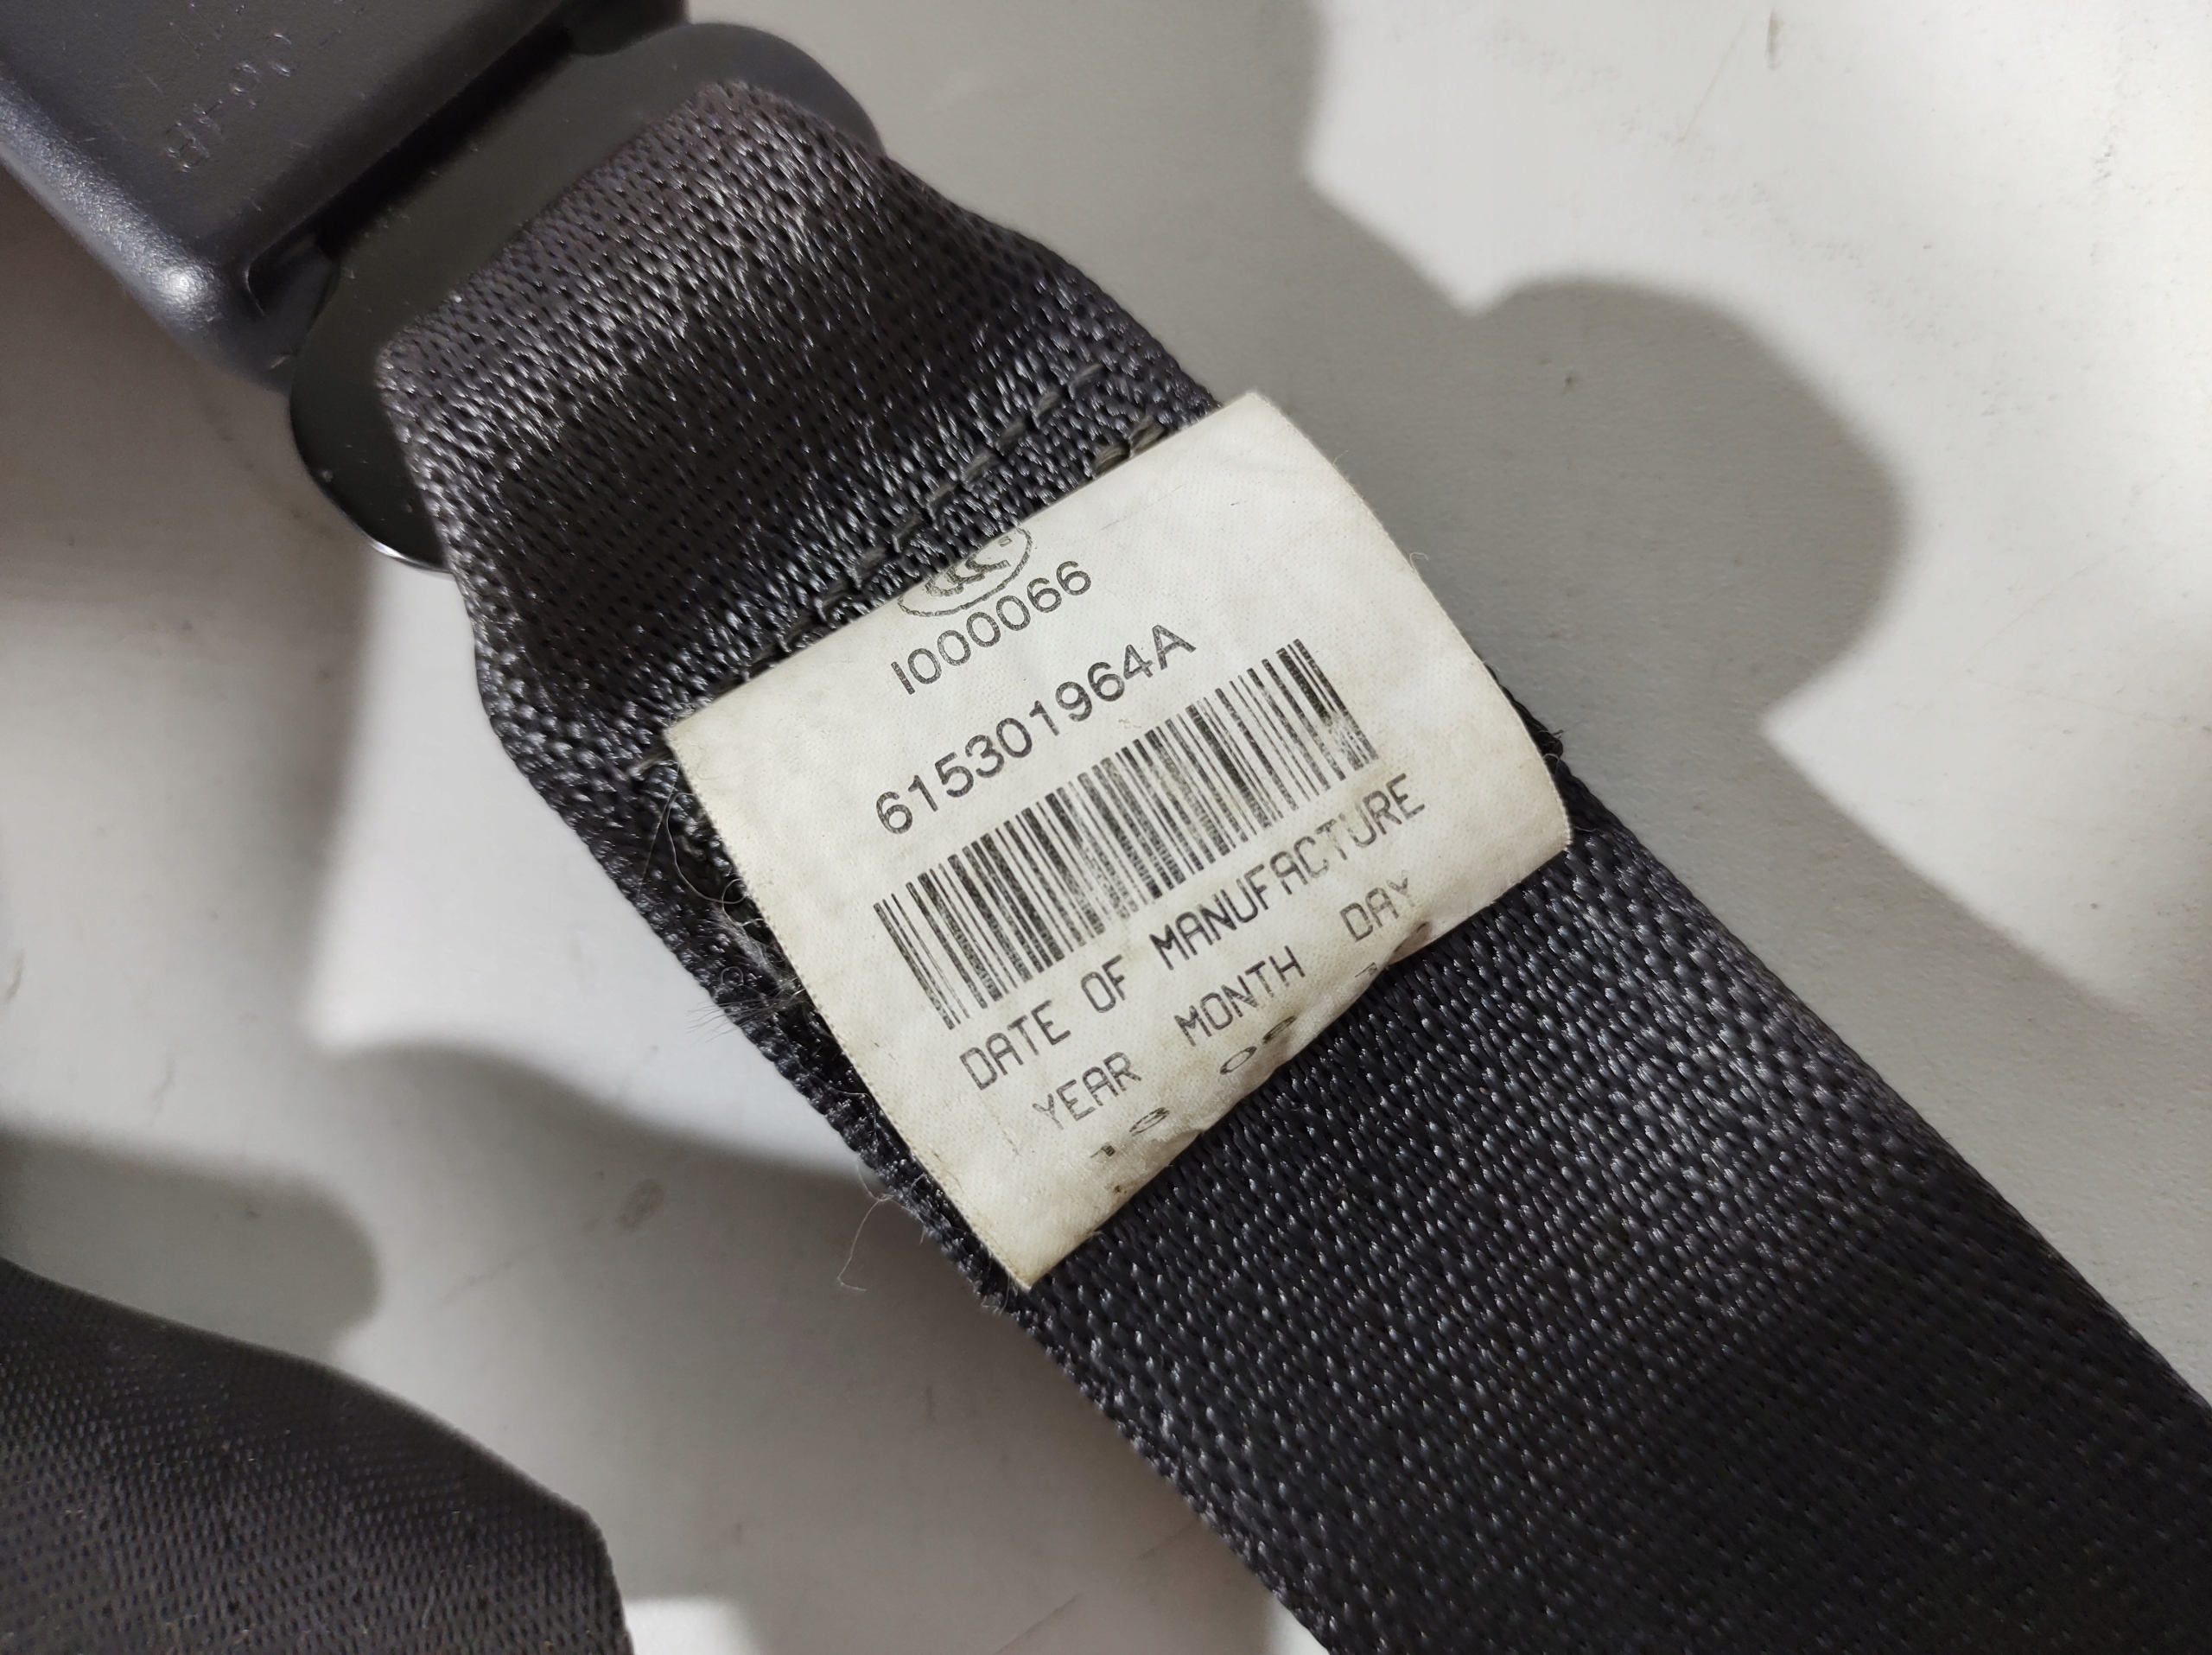 I000066
615301964A
DATE OF MANUFACTURE
YEAR MONTH DAY